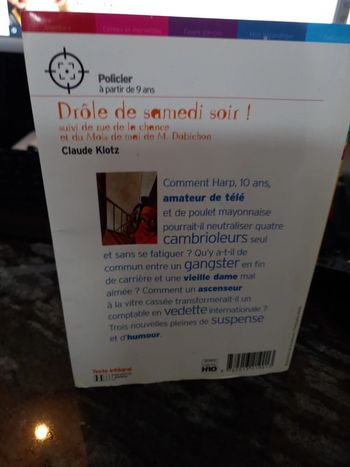 Policier
à partir de 9 ans
Drôle de samedi soir !
suivi de rue de la chance
et du Mois de mai de M. Dobichon
Claude Klotz
Comment Harp, 10 ans,
amateur de télé
et de poulet mayonnaise
pourrait-il neutraliser quatre
cambrioleurs seul
et sans se fatiguer ? Qu'y a-t-il de
commun entre un gangster en fin
de carrière et une vieille dame mal
aimée ? Comment un ascenseur
à la vitre cassée transformerait-il un
comptable en vedette internationale ?
Trois nouvelles pleines de suspense
et d'humour.
Texte intégral
H10